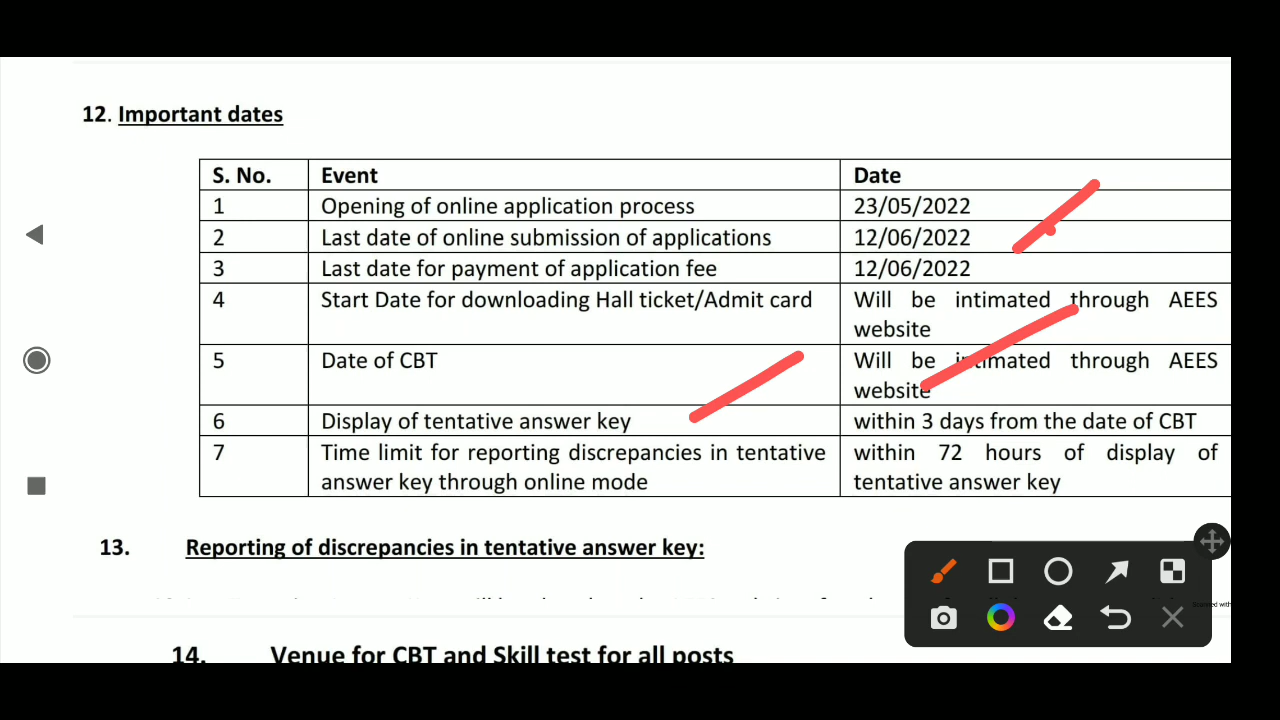 12. Important dates
S. No. Event Date
1 Opening of online application process 23/05/2022
2 Last date of online submission of applications 12/06/2022
3 Last date for payment of application fee 12/06/2022
4 Start Date for downloading Hall ticket/Admit card Will be intimated through AEES
website
5 Date of CBT Will be intimated through AEES
website
6 Display of tentative answer key within 3 days from the date of CBT
7 Time limit for reporting discrepancies in tentative within 72 hours of display of
answer key through online mode tentative answer key
13. Reporting of discrepancies in tentative answer key:
Scanned with
14. Venue for CBT and Skill test for all posts